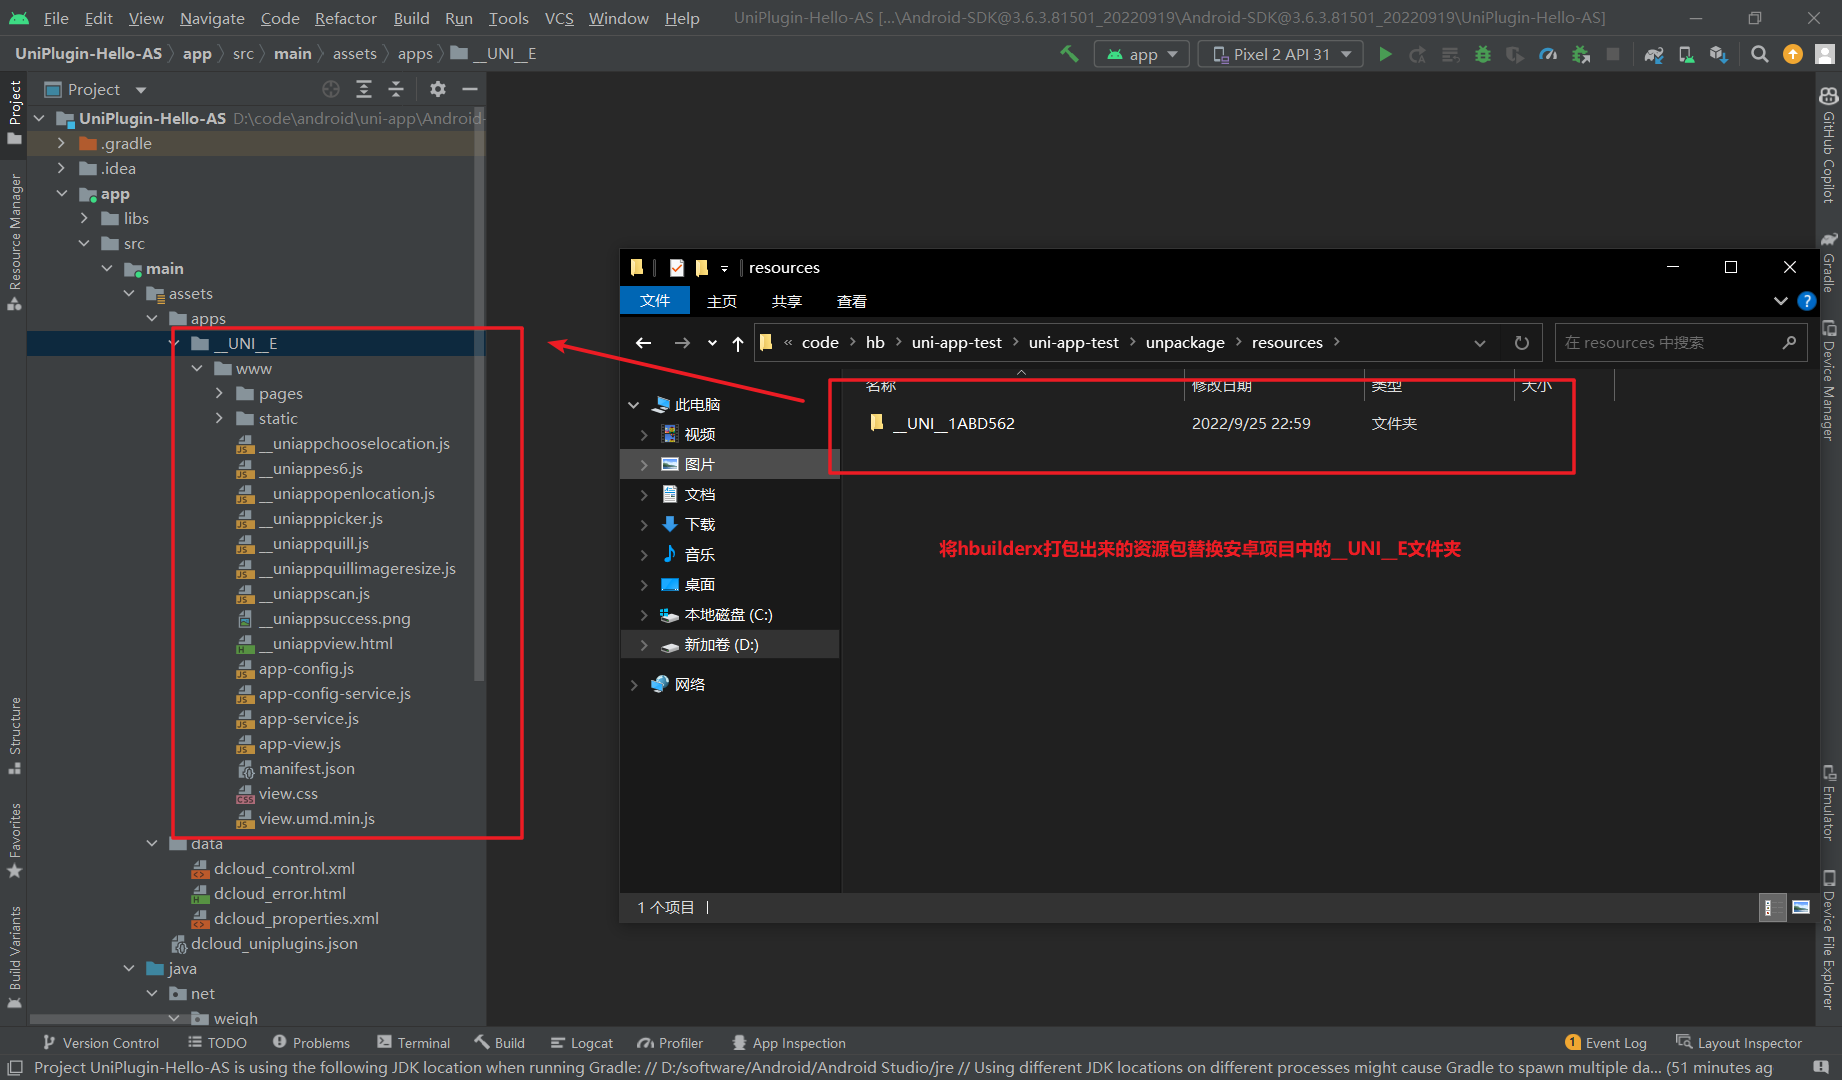 File Edit View Navigate Code Refactor Build Run Tools VCS Window Help UniPlugin-Hello-AS [...\Android-SDK@3.6.3.81501_20220919\Android-SDK@3.6.3.81501_20220919\UniPlugin-Hello-AS]
UniPlugin-Hello-AS app src main assets apps __UNI__E app Pixel 2 API 31
Project
Project
Resource Manager
Structure
Favorites
Build Variants
UniPlugin-Hello-AS D:\code\android\uni-app\Android-
.gradle
.idea
app
libs
src
main
assets
apps
__UNI__E
www
pages
static
__uniappchooselocation.js
__uniappes6.js
__uniappopenlocation.js
__uniapppicker.js
__uniappquill.js
__uniappquillimageresize.js
__uniappscan.js
__uniappsuccess.png
__uniappview.html
app-config.js
app-config-service.js
app-service.js
app-view.js
manifest.json
view.css
view.umd.min.js
data
dcloud_control.xml
dcloud_error.html
dcloud_properties.xml
dcloud_uniplugins.json
java
net
weigh
resources
文件 主页 共享 查看
« code hb uni-app-test uni-app-test unpackage resources
在 resources 中搜索
名称 修改日期 类型 大小
__UNI__1ABD562 2022/9/25 22:59 文件夹
此电脑
视频
图片
文档
下载
音乐
桌面
本地磁盘 (C:)
新加卷 (D:)
网络
将hbuilderx打包出来的资源包替换安卓项目中的__UNI__E文件夹
1 个项目
GitHub Copilot
Gradle
Device Manager
Emulator
Device File Explorer
Version Control TODO Problems Terminal Build Logcat Profiler App Inspection 1 Event Log Layout Inspector
Project UniPlugin-Hello-AS is using the following JDK location when running Gradle: // D:/software/Android/Android Studio/jre // Using different JDK locations on different processes might cause Gradle to spawn multiple da... (51 minutes ag